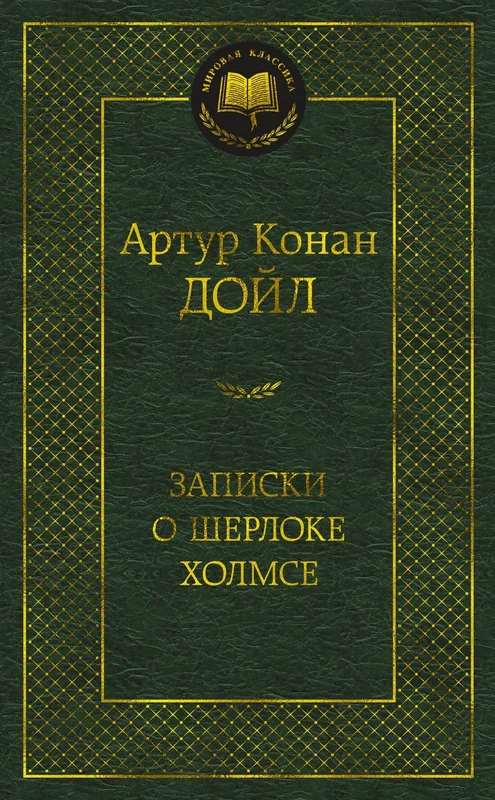 МИРОВАЯ КЛАССИКА
Артур Конан
ДОЙЛ
ЗАПИСКИ
О ШЕРЛОКЕ
ХОЛМСЕ